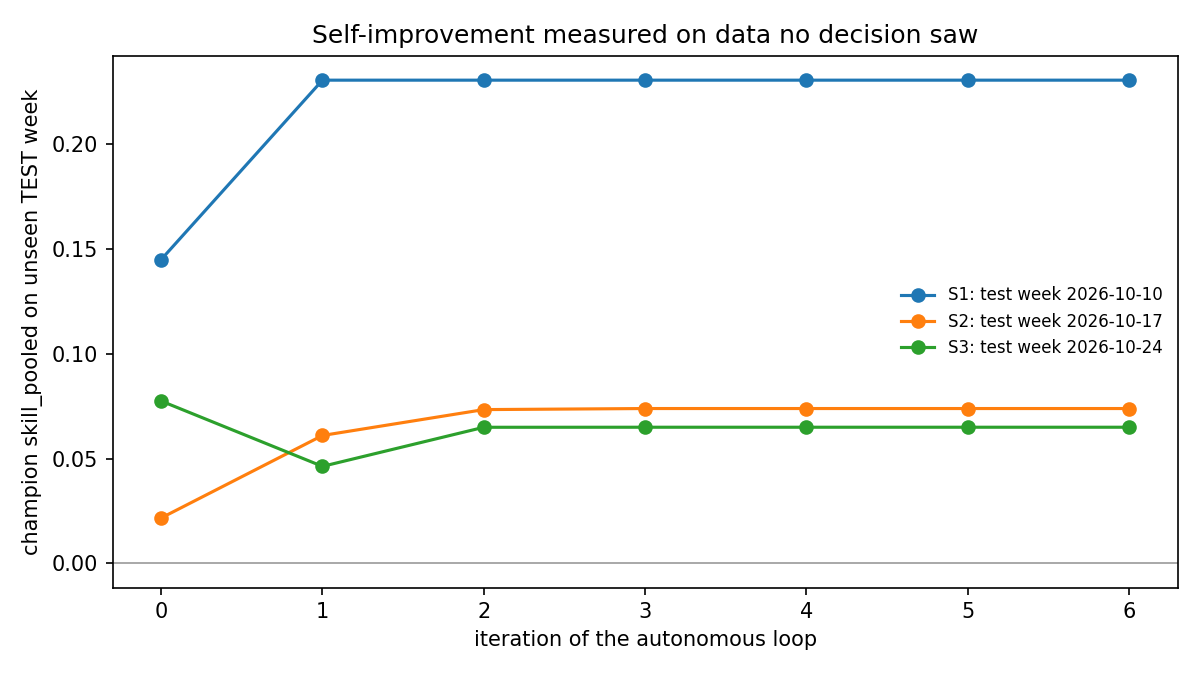 Self-improvement measured on data no decision saw
champion skill_pooled on unseen TEST week
0.20
0.15
0.10
0.05
0.00
S1: test week 2026-10-10
S2: test week 2026-10-17
S3: test week 2026-10-24
0 1 2 3 4 5 6
iteration of the autonomous loop